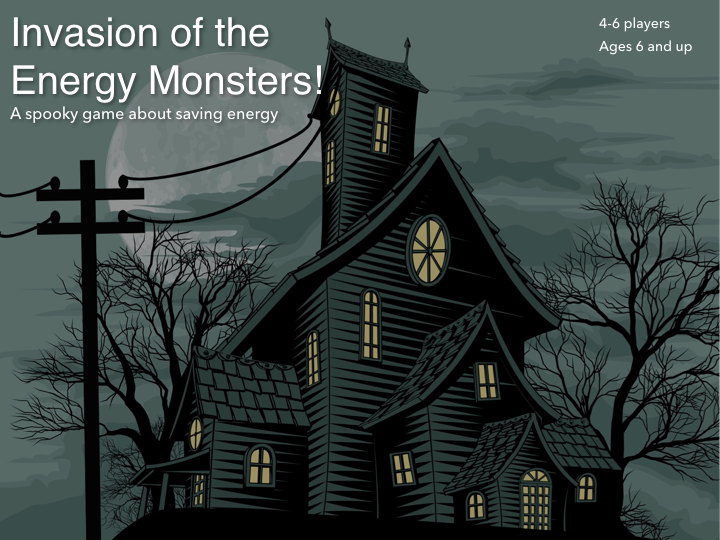 Invasion of the
Energy Monsters!
A spooky game about saving energy
4-6 players
Ages 6 and up